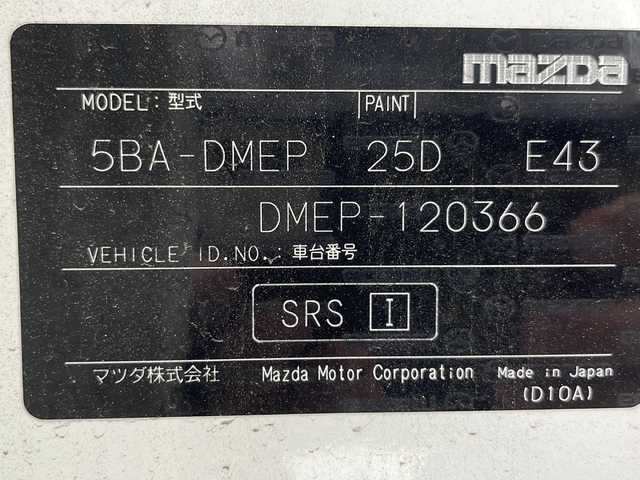 mazda
MODEL: 型式 PAINT
5BA-DMEP 25D E43
DMEP-120366
VEHICLE ID.NO.: 車台番号
SRS I
マツダ株式会社 Mazda Motor Corporation Made in Japan
(D10A)